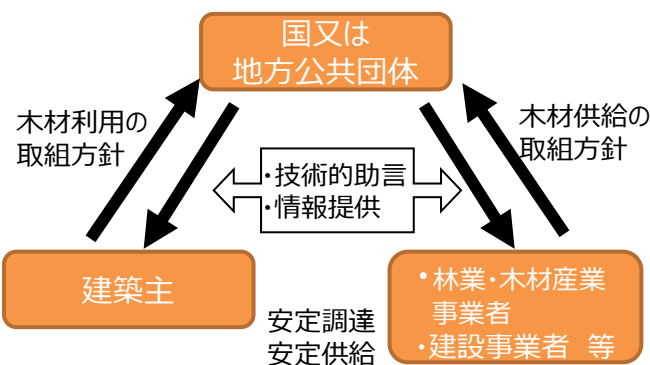 国又は
地方公共団体
木材利用の
取組方針
木材供給の
取組方針
・技術的助言
・情報提供
建築主
・林業・木材産業
事業者
・建設事業者 等
安定調達
安定供給